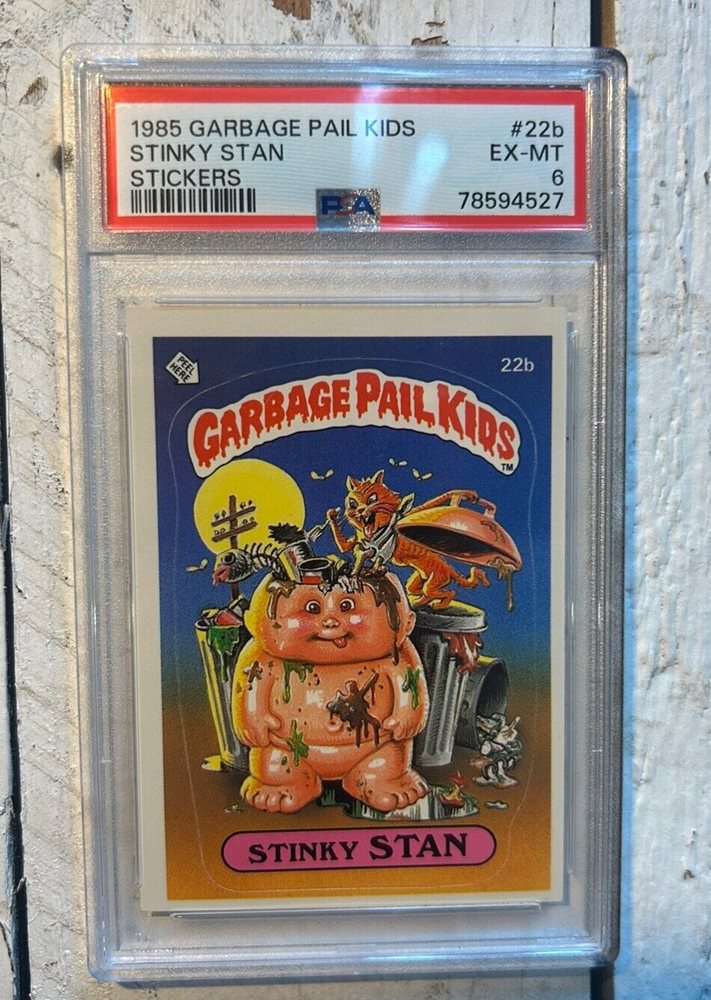 1985 GARBAGE PAIL KIDS #22b
STINKY STAN EX-MT
STICKERS 6
PSA 78594527
PEEL
HERE
22b
GARBAGE PAIL KIDS
TM
STINKY STAN